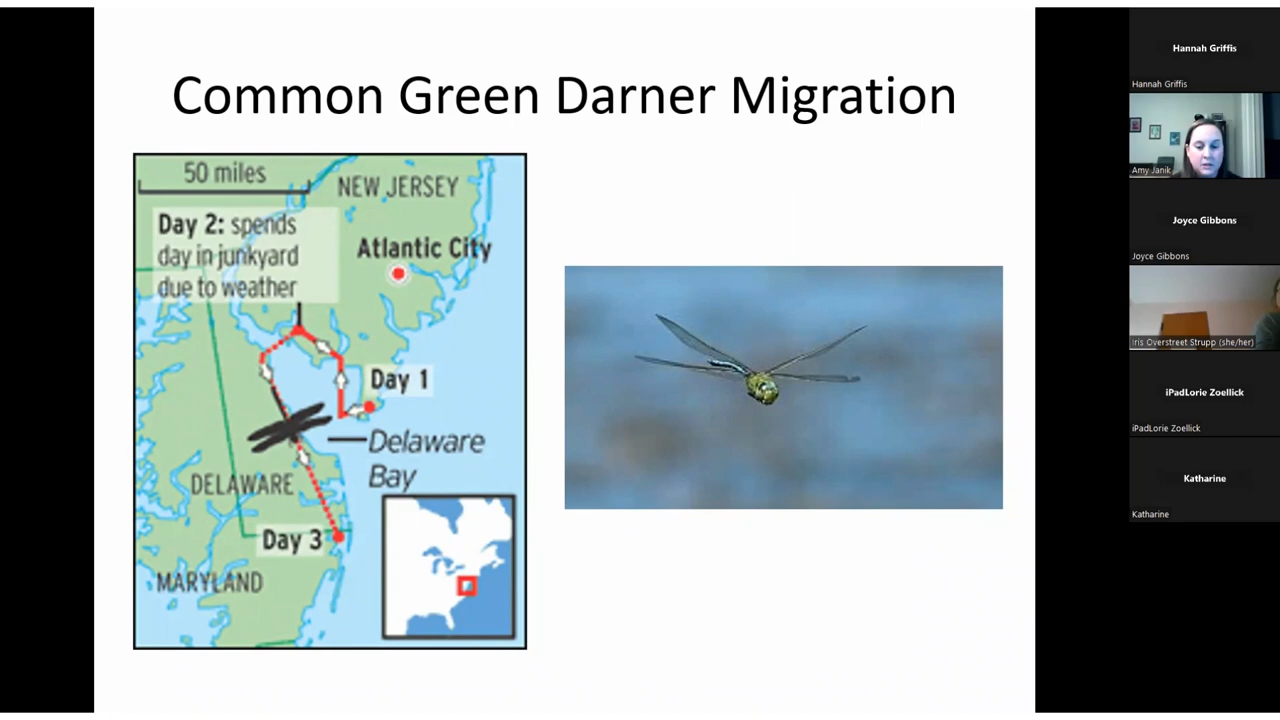 Common Green Darner Migration
50 miles
NEW JERSEY
Day 2: spends
day in junkyard
due to weather
Atlantic City
Day 1
Delaware
Bay
DELAWARE
Day 3
MARYLAND
Hannah Griffis
Hannah Griffis
Amy Janik
Joyce Gibbons
Joyce Gibbons
Iris Overstreet Strupp (she/her)
iPadLorie Zoellick
iPadLorie Zoellick
Katharine
Katharine